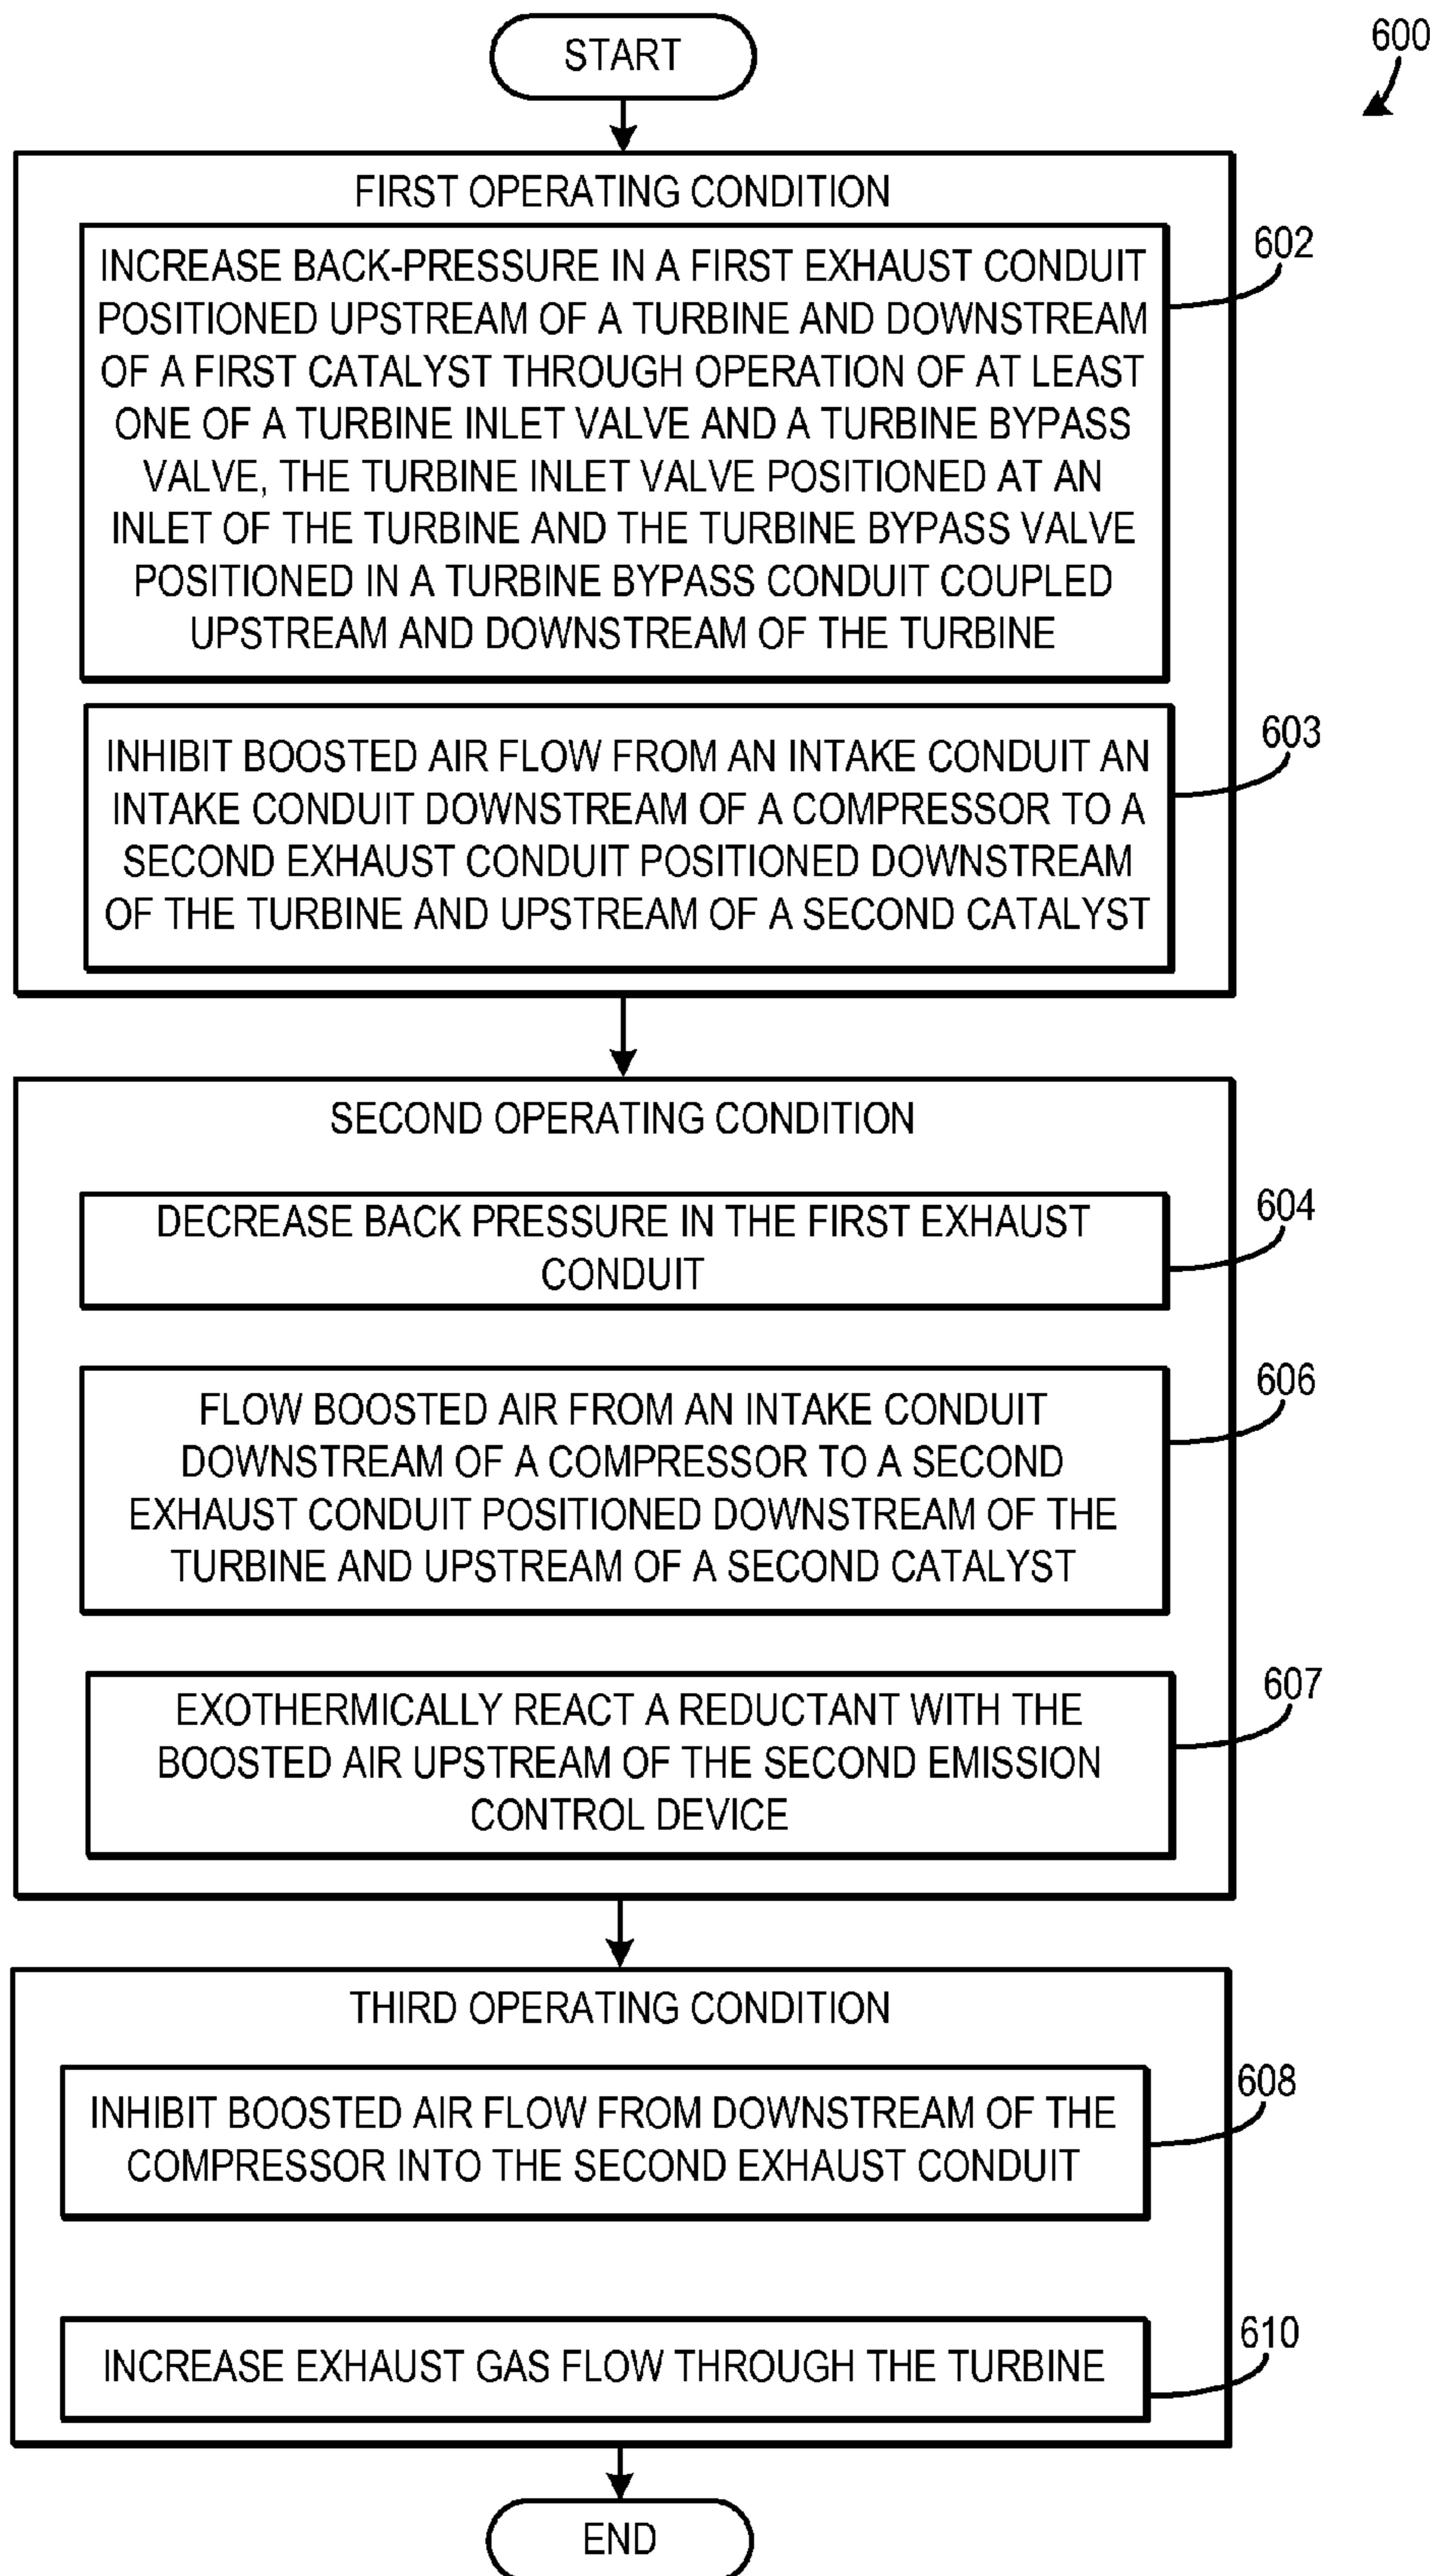 START
600
FIRST OPERATING CONDITION
INCREASE BACK-PRESSURE IN A FIRST EXHAUST CONDUIT
POSITIONED UPSTREAM OF A TURBINE AND DOWNSTREAM
OF A FIRST CATALYST THROUGH OPERATION OF AT LEAST
ONE OF A TURBINE INLET VALVE AND A TURBINE BYPASS
VALVE, THE TURBINE INLET VALVE POSITIONED AT AN
INLET OF THE TURBINE AND THE TURBINE BYPASS VALVE
POSITIONED IN A TURBINE BYPASS CONDUIT COUPLED
UPSTREAM AND DOWNSTREAM OF THE TURBINE
602
INHIBIT BOOSTED AIR FLOW FROM AN INTAKE CONDUIT AN
INTAKE CONDUIT DOWNSTREAM OF A COMPRESSOR TO A
SECOND EXHAUST CONDUIT POSITIONED DOWNSTREAM
OF THE TURBINE AND UPSTREAM OF A SECOND CATALYST
603
SECOND OPERATING CONDITION
DECREASE BACK PRESSURE IN THE FIRST EXHAUST
CONDUIT
604
FLOW BOOSTED AIR FROM AN INTAKE CONDUIT
DOWNSTREAM OF A COMPRESSOR TO A SECOND
EXHAUST CONDUIT POSITIONED DOWNSTREAM OF THE
TURBINE AND UPSTREAM OF A SECOND CATALYST
606
EXOTHERMICALLY REACT A REDUCTANT WITH THE
BOOSTED AIR UPSTREAM OF THE SECOND EMISSION
CONTROL DEVICE
607
THIRD OPERATING CONDITION
INHIBIT BOOSTED AIR FLOW FROM DOWNSTREAM OF THE
COMPRESSOR INTO THE SECOND EXHAUST CONDUIT
608
INCREASE EXHAUST GAS FLOW THROUGH THE TURBINE
610
END